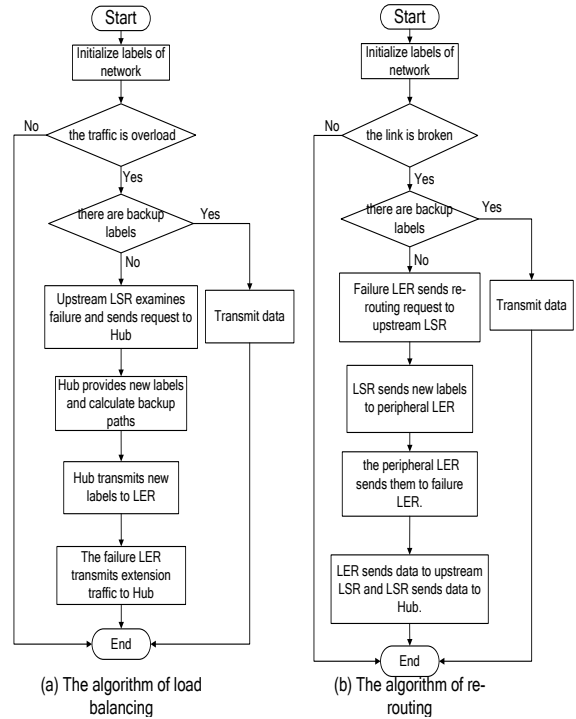 Start
Initialize labels of
network
No
the traffic is overload
Yes
there are backup
labels
Yes
No
Upstream LSR examines
failure and sends request to
Hub
Transmit data
Hub provides new labels
and calculate backup
paths
Hub transmits new
labels to LER
The failure LER
transmits extension
traffic to Hub
End
(a) The algorithm of load
balancing
Start
Initialize labels of
network
No
the link is broken
Yes
there are backup
labels
Yes
No
Failure LER sends re-
routing request to
upstream LSR
Transmit data
LSR sends new labels
to peripheral LER
the peripheral LER
sends them to failure
LER.
LER sends data to upstream
LSR and LSR sends data to
Hub.
End
(b) The algorithm of re-
routing